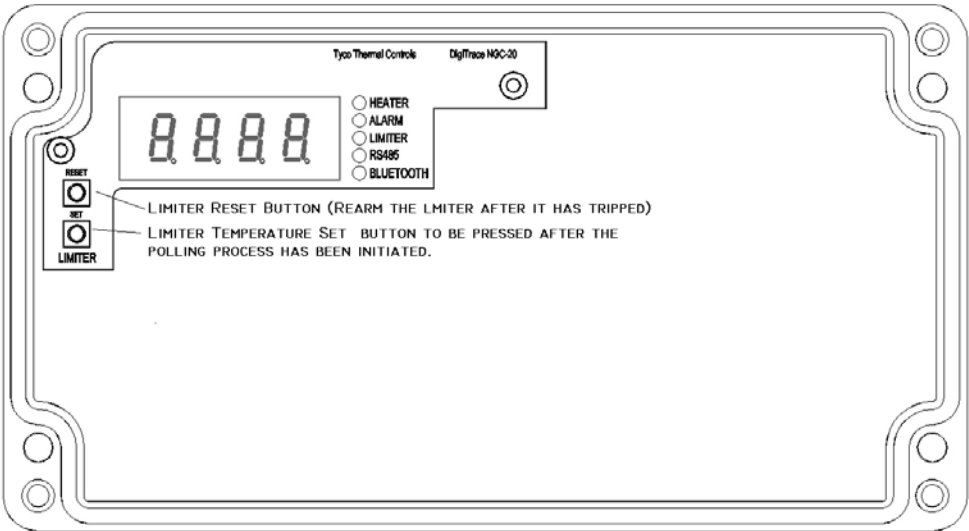 Tyco Thermal Controls DigiTrace NGC-20
8.8.8.8.
HEATER
ALARM
LIMITER
RS485
BLUETOOTH
RESET
LIMITER RESET BUTTON (REARM THE LMITER AFTER IT HAS TRIPPED)
SET
LIMITER TEMPERATURE SET BUTTON TO BE PRESSED AFTER THE
POLLING PROCESS HAS BEEN INITIATED.
LIMITER